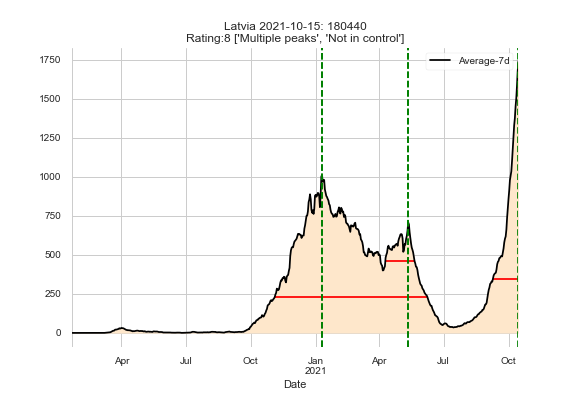 Latvia 2021-10-15: 180440
Rating:8 ['Multiple peaks', 'Not in control']
Average-7d
1750
1500
1250
1000
750
500
250
0
Apr Jul Oct Jan Apr Jul Oct
2021
Date